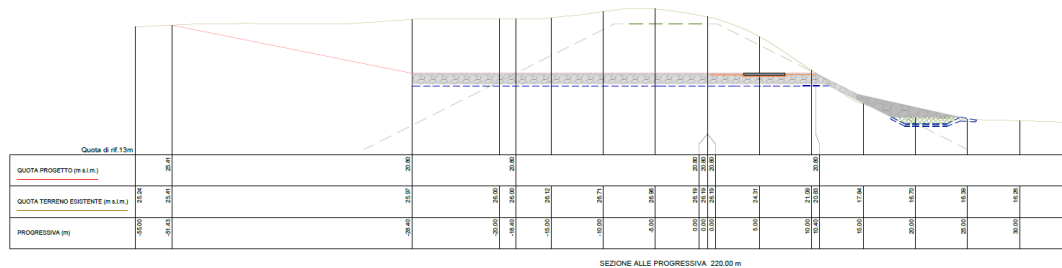 Quota di rif.13m
QUOTA PROGETTO (m s.l.m.) 25.41 20.80 20.80 20.80 20.80 20.80 20.80
QUOTA TERRENO ESISTENTE (m s.l.m.) 25.24 25.41 25.97 26.00 26.00 26.12 26.71 26.96 26.19 26.19 26.19 24.31 21.09 20.83 17.84 16.70 16.39 16.26
PROGRESSIVA (m) -55.00 -51.43 -28.40 -20.00 -18.40 -15.00 -10.00 -5.00 0.00 0.00 0.00 5.00 10.00 10.40 15.00 20.00 25.00 30.00
SEZIONE ALLE PROGRESSIVA 220.00 m